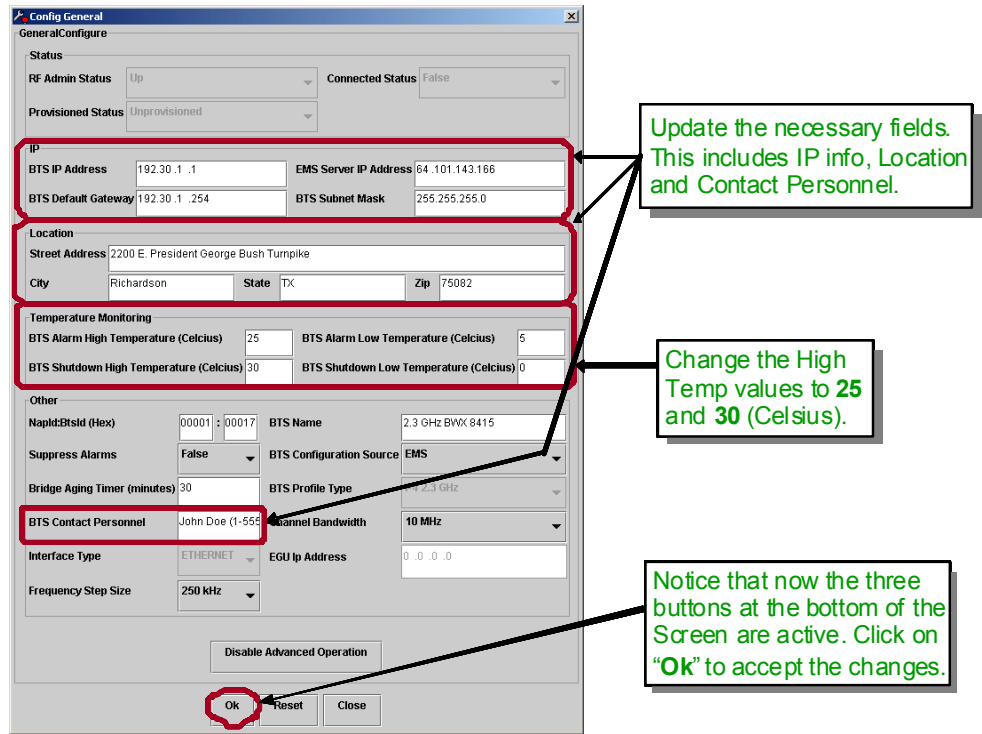 Config General
GeneralConfigure
Status
RF Admin Status Up Connected Status False
Provisioned Status Unprovisioned
IP
BTS IP Address 192.30 .1 .1 EMS Server IP Address 64 .101.143.166
BTS Default Gateway 192.30 .1 .254 BTS Subnet Mask 255.255.255.0
Location
Street Address 2200 E. President George Bush Turnpike
City Richardson State TX Zip 75082
Temperature Monitoring
BTS Alarm High Temperature (Celcius) 25 BTS Alarm Low Temperature (Celcius) 5
BTS Shutdown High Temperature (Celcius) 30 BTS Shutdown Low Temperature (Celcius) 0
Other
NapId:BtsId (Hex) 00001 : 00017 BTS Name 2.3 GHz BWX 8415
Suppress Alarms False BTS Configuration Source EMS
Bridge Aging Timer (minutes) 30 BTS Profile Type 2.3 GHz
BTS Contact Personnel John Doe (1-555 Channel Bandwidth 10 MHz
Interface Type ETHERNET EGU Ip Address 0 .0 .0 .0
Frequency Step Size 250 kHz
Disable Advanced Operation
Ok Reset Close
Update the necessary fields.
This includes IP info, Location
and Contact Personnel.
Change the High
Temp values to 25
and 30 (Celsius).
Notice that now the three
buttons at the bottom of the
Screen are active. Click on
“Ok” to accept the changes.